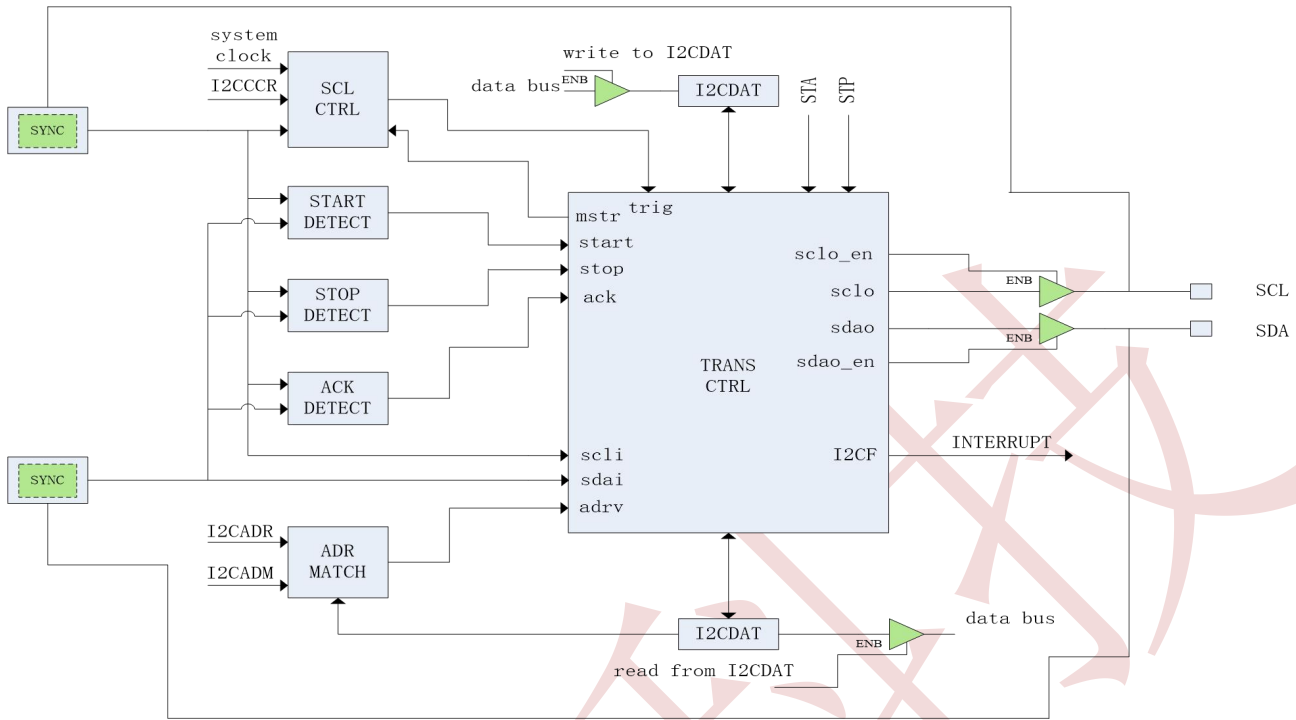 system
clock
I2CCCR
SYNC
SCL
CTRL
write to I2CDAT
data bus
ENB
I2CDAT
STA
STP
START
DETECT
STOP
DETECT
ACK
DETECT
mstr
trig
start
stop
ack
sclo_en
sclo
sdao
sdao_en
TRANS
CTRL
I2CF
scli
sdai
adrv
ENB
ENB
SCL
SDA
INTERRUPT
SYNC
I2CADR
I2CADM
ADR
MATCH
I2CDAT
ENB
data bus
read from I2CDAT